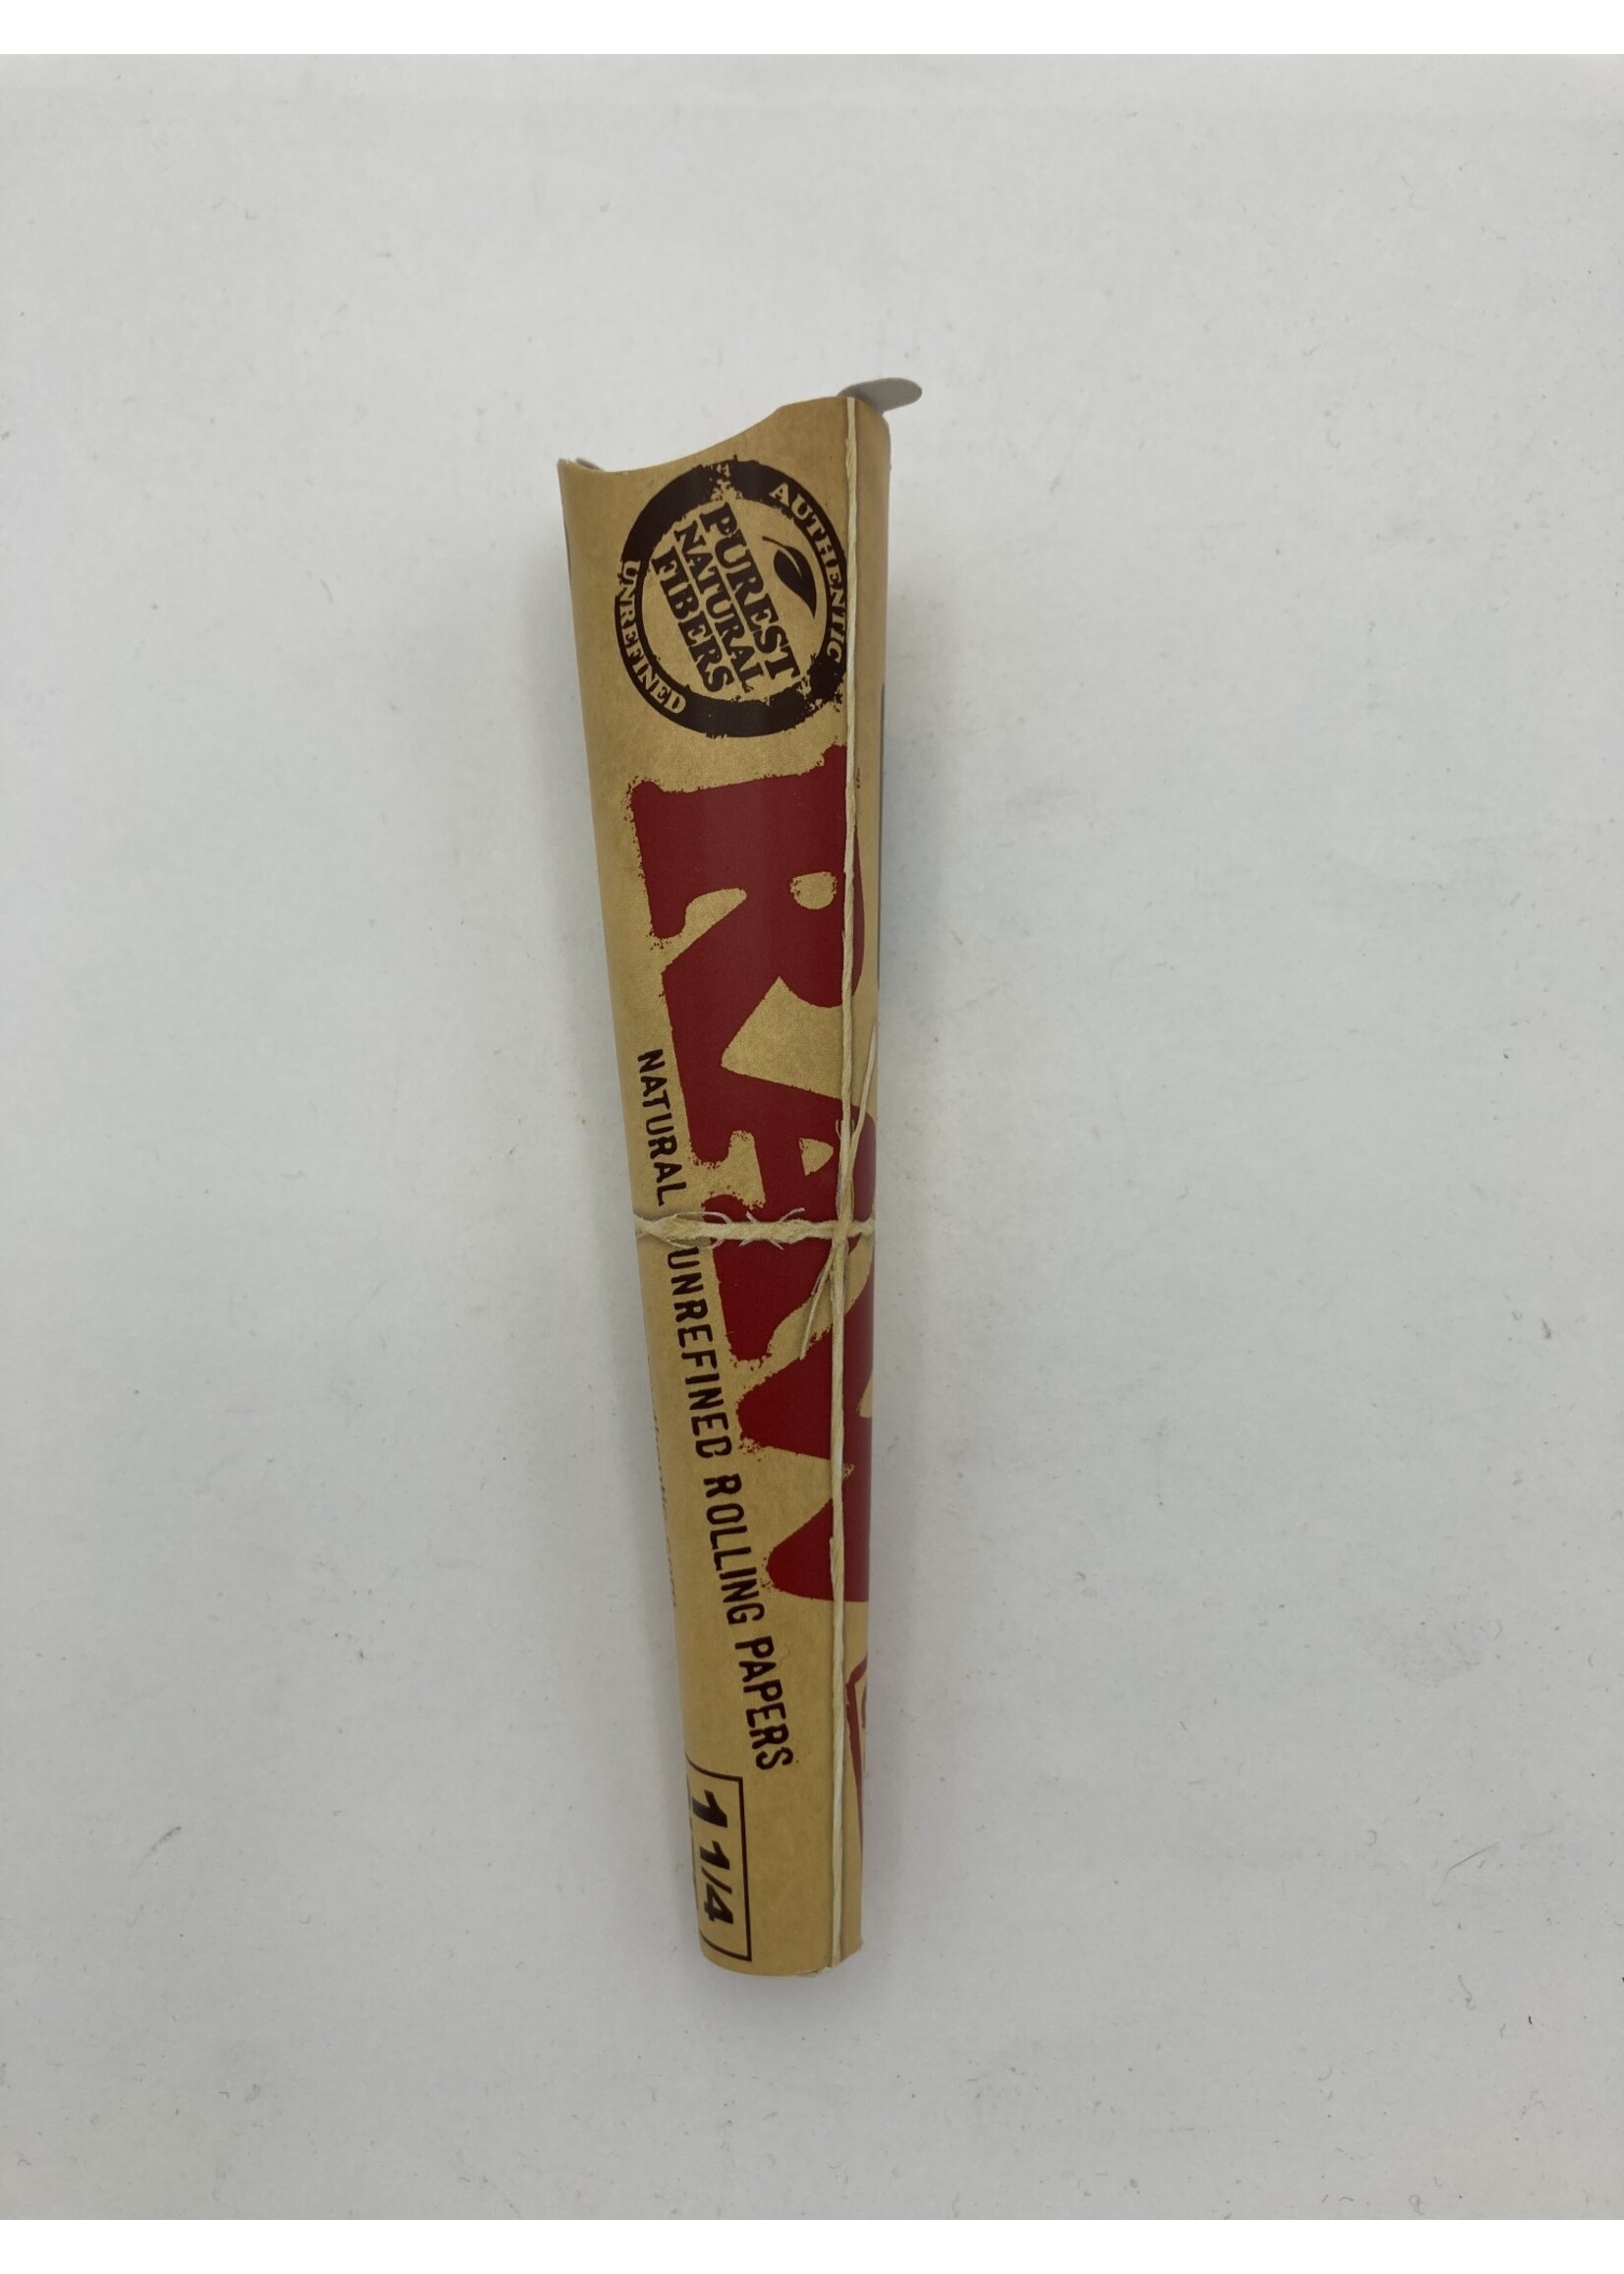 AUTHENTIC
PUREST
NATURAL
FIBERS
UNREFINED
RAW
NATURAL UNREFINED ROLLING PAPERS
1 1/4